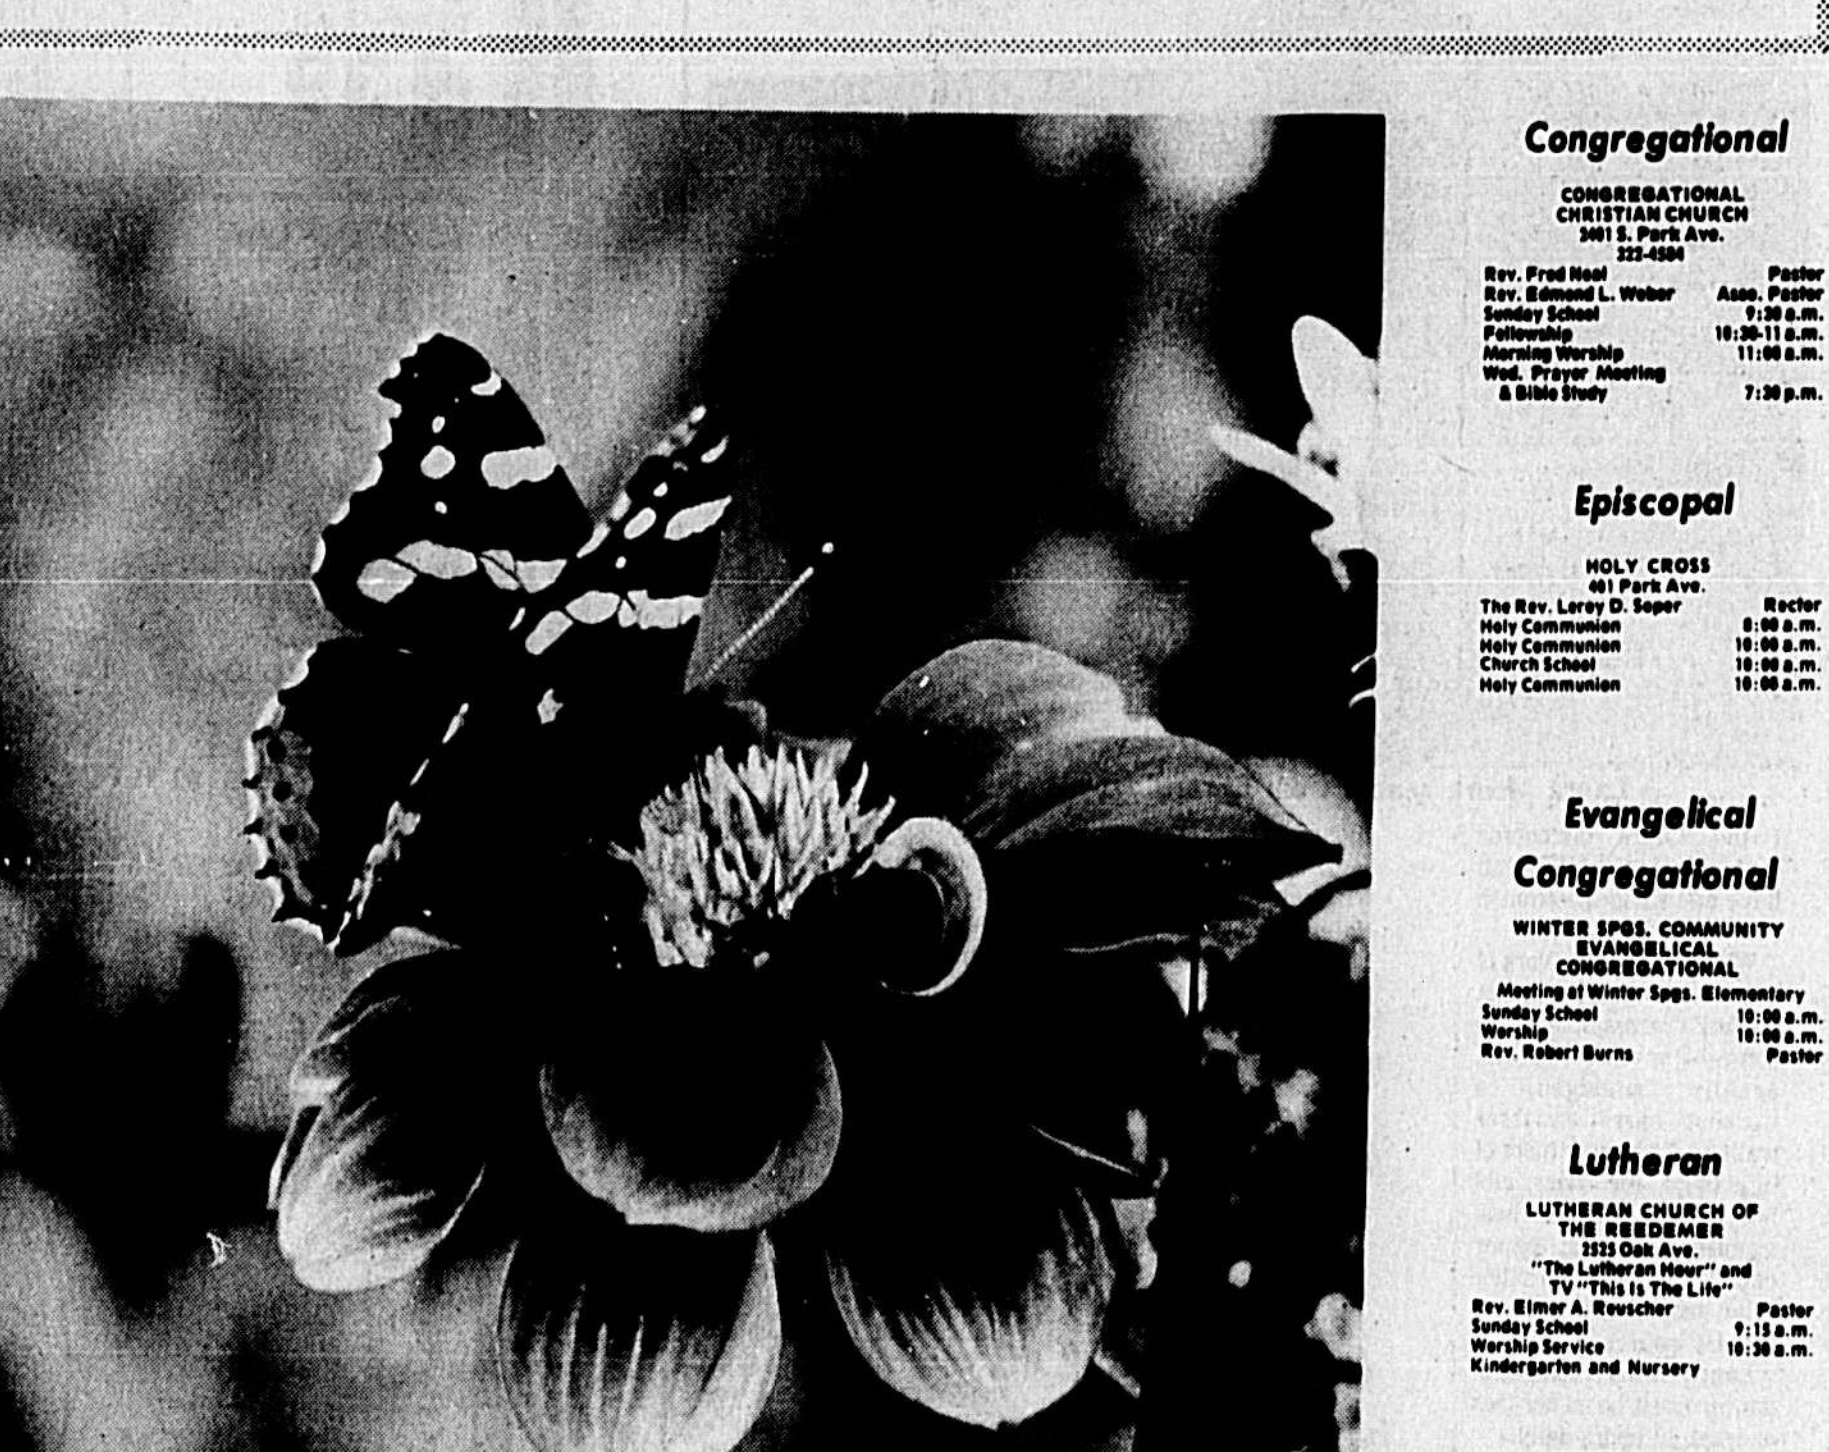 Congregational
CONGREGATIONAL
CHRISTIAN CHURCH
2401 S. Park Ave.
322-4584
Rev. Fred Neal Pastor
Rev. Edmond L. Weber Asso. Pastor
Sunday School 9:30 a.m.
Fellowship 10:30-11 a.m.
Morning Worship 11:00 a.m.
Wed. Prayer Meeting
& Bible Study 7:30 p.m.
Episcopal
HOLY CROSS
401 Park Ave.
The Rev. Leroy D. Soper Rector
Holy Communion 8:00 a.m.
Holy Communion 10:00 a.m.
Church School 10:00 a.m.
Holy Communion 10:00 a.m.
Evangelical
Congregational
WINTER SPGS. COMMUNITY
EVANGELICAL
CONGREGATIONAL
Meeting at Winter Spgs. Elementary
Sunday School 10:00 a.m.
Worship 10:00 a.m.
Rev. Robert Burns Pastor
Lutheran
LUTHERAN CHURCH OF
THE REEDEMER
2525 Oak Ave.
"The Lutheran Hour" and
TV "This Is The Life"
Rev. Elmer A. Reuscher Pastor
Sunday School 9:15 a.m.
Worship Service 10:30 a.m.
Kindergarten and Nursery